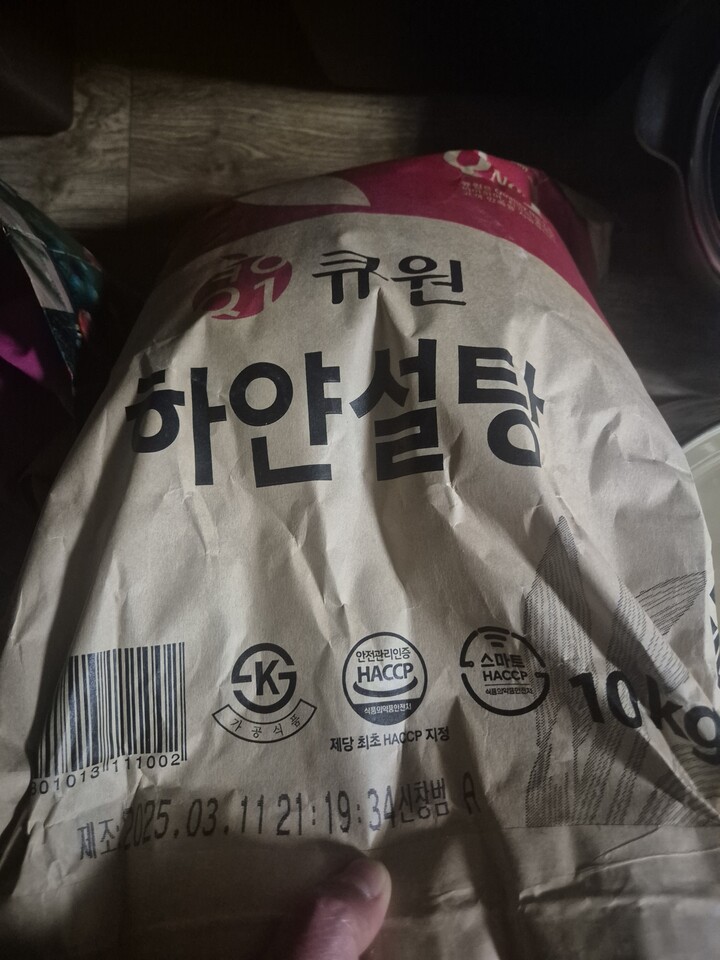 Q
삼양 Q1 큐원
하얀설탕
K
가공식품
안전관리인증
HACCP
식품의약품안전처
제당 최초 HACCP 지정
스마트
HACCP
식품의약품안전처
10kg
801013 111002
제조:2025.03.11 21:19:34신창범 A